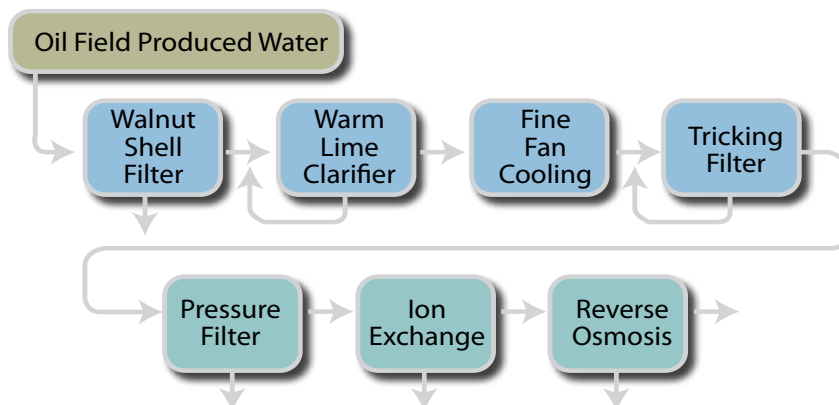 Oil Field Produced Water
Walnut
Shell
Filter
Warm
Lime
Clarifier
Fine
Fan
Cooling
Tricking
Filter
Pressure
Filter
Ion
Exchange
Reverse
Osmosis